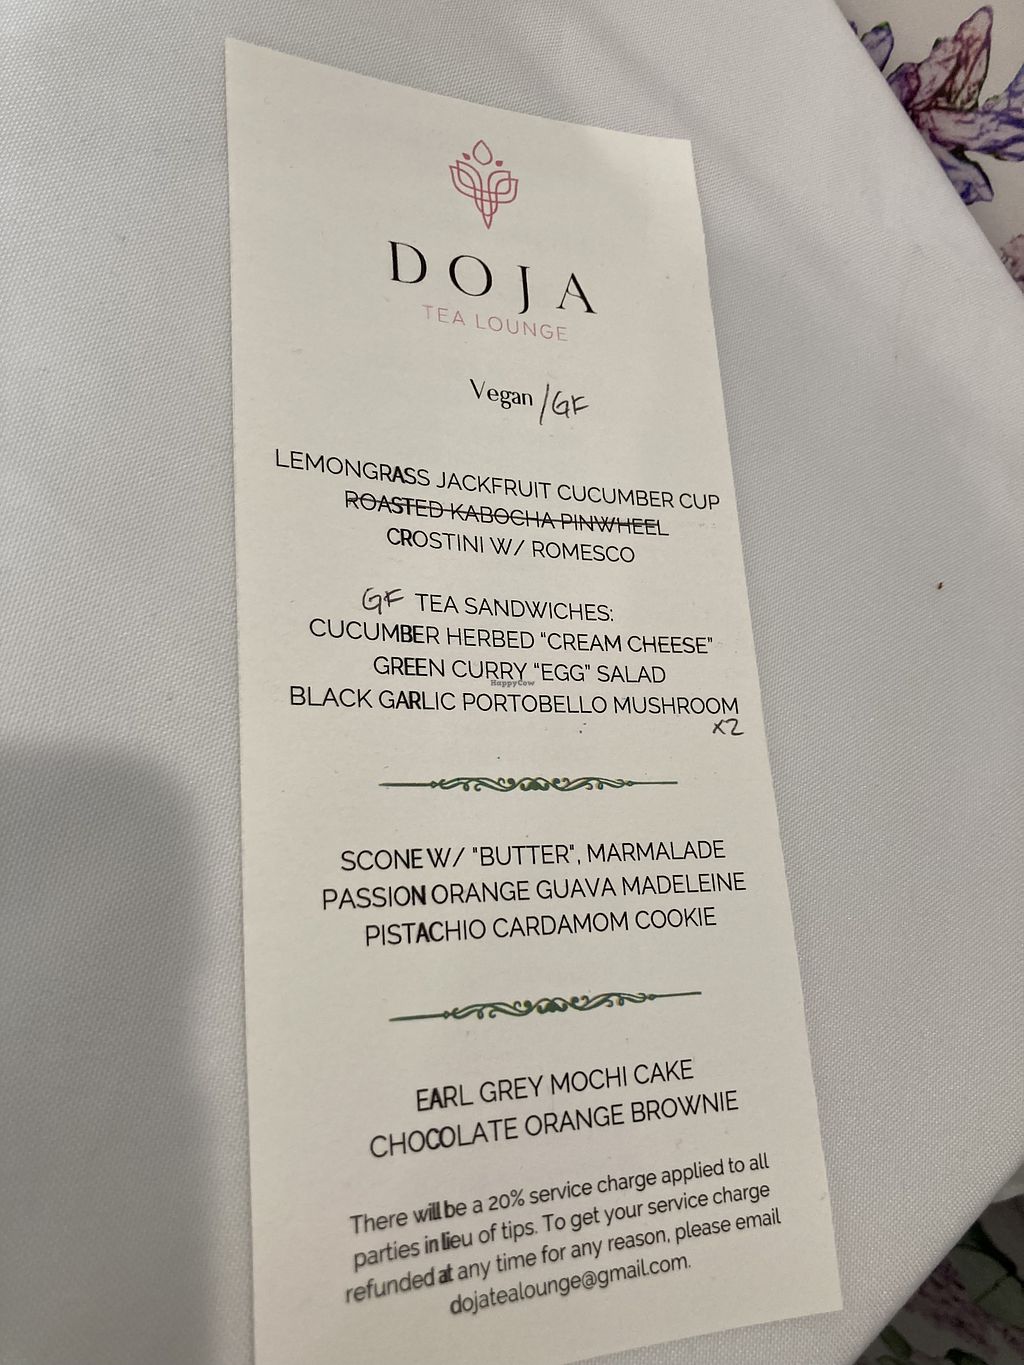 DOJA
TEA LOUNGE
Vegan /GF
LEMONGRASS JACKFRUIT CUCUMBER CUP
ROASTED KABOCHA PINWHEEL
CROSTINI W/ ROMESCO
GF TEA SANDWICHES:
CUCUMBER HERBED "CREAM CHEESE"
GREEN CURRY "EGG" SALAD
HappyCow
BLACK GARLIC PORTOBELLO MUSHROOM
x2
SCONE W/ "BUTTER", MARMALADE
PASSION ORANGE GUAVA MADELEINE
PISTACHIO CARDAMOM COOKIE
EARL GREY MOCHI CAKE
CHOCOLATE ORANGE BROWNIE
There will be a 20% service charge applied to all
parties in lieu of tips. To get your service charge
refunded at any time for any reason, please email
dojatealounge@gmail.com.